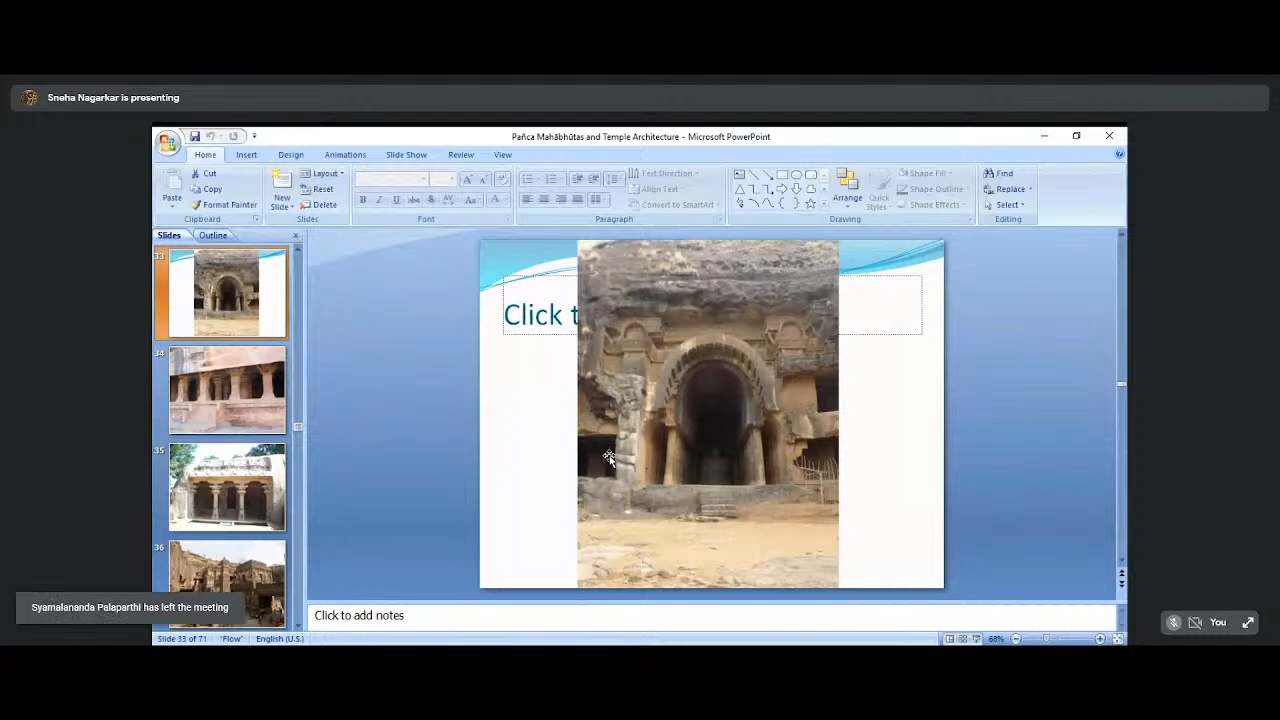 Sneha Nagarkar is presenting
Pañca Mahābhūtas and Temple Architecture - Microsoft PowerPoint
Home Insert Design Animations Slide Show Review View
Paste
Cut
Copy
Format Painter
Clipboard
New Slide
Layout
Reset
Delete
Slides
Font
Text Direction
Align Text
Convert to SmartArt
Paragraph
Arrange
Quick Styles
Shape Fill
Shape Outline
Shape Effects
Drawing
Find
Replace
Select
Editing
Slides Outline
33
34
35
36
Click t
Syamalananda Palaparthi has left the meeting
Click to add notes
Slide 33 of 71 "Flow" English (U.S.) 68%
You